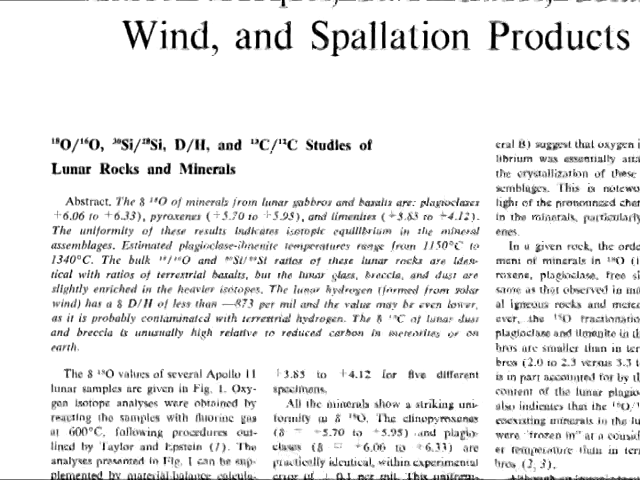 Wind, and Spallation Products
¹⁸O/¹⁶O, ³⁰Si/²⁸Si, D/H, and ¹³C/¹²C Studies of
Lunar Rocks and Minerals
Abstract. The δ ¹⁸O of minerals from lunar gabbros and basalts are: plagioclases
+6.06 to +6.33), pyroxenes (+5.70 to +5.95), and ilmenites (+3.85 to +4.12).
The uniformity of these results indicates isotopic equilibrium in the mineral
assemblages. Estimated plagioclase-ilmenite temperatures range from 1150°C to
1340°C. The bulk ¹⁸O/¹⁶O and ³⁰Si/²⁸Si ratios of these lunar rocks are iden-
tical with ratios of terrestrial basalts, but the lunar glass, breccia, and dust are
slightly enriched in the heavier isotopes. The lunar hydrogen (formed from solar
wind) has a δ D/H of less than —873 per mil and the value may be even lower,
as it is probably contaminated with terrestrial hydrogen. The δ ¹³C of lunar dust
and breccia is unusually high relative to reduced carbon in meteorites or on
earth.
The δ ¹⁸O values of several Apollo 11
lunar samples are given in Fig. 1. Oxy-
gen isotope analyses were obtained by
reacting the samples with fluorine gas
at 600°C, following procedures out-
lined by Taylor and Epstein (1). The
analyses presented in Fig. 1 can be sup-
plemented by material-balance calcula-
+3.85 to +4.12 for five different
specimens.
All the minerals show a striking uni-
formity in δ ¹⁸O. The clinopyroxenes
(δ = +5.70 to +5.95) and plagio-
clases (δ = +6.06 to +6.33) are
practically identical, within experimental
error of ± 0.1 per mil. This uniform-
eral B) suggest that oxygen i
librium was essentially atta
the crystallization of these
semblages. This is notewo
light of the pronounced cher
in the minerals, particularly
enes.
In a given rock, the orde
ment of minerals in ¹⁸O (i
roxene, plagioclase, free si
same as that observed in ma
al igneous rocks and mete
ever, the ¹⁸O fractionatio
plagioclase and ilmenite in th
bros are smaller than in ter
bros (2.0 to 2.3 versus 3.3 t
is in part accounted for by th
content of the lunar plagio
also indicates that the ¹⁸O/¹
coexisting minerals in the lu
were "frozen in" at a consid
er temperature than in terr
bros (2, 3).